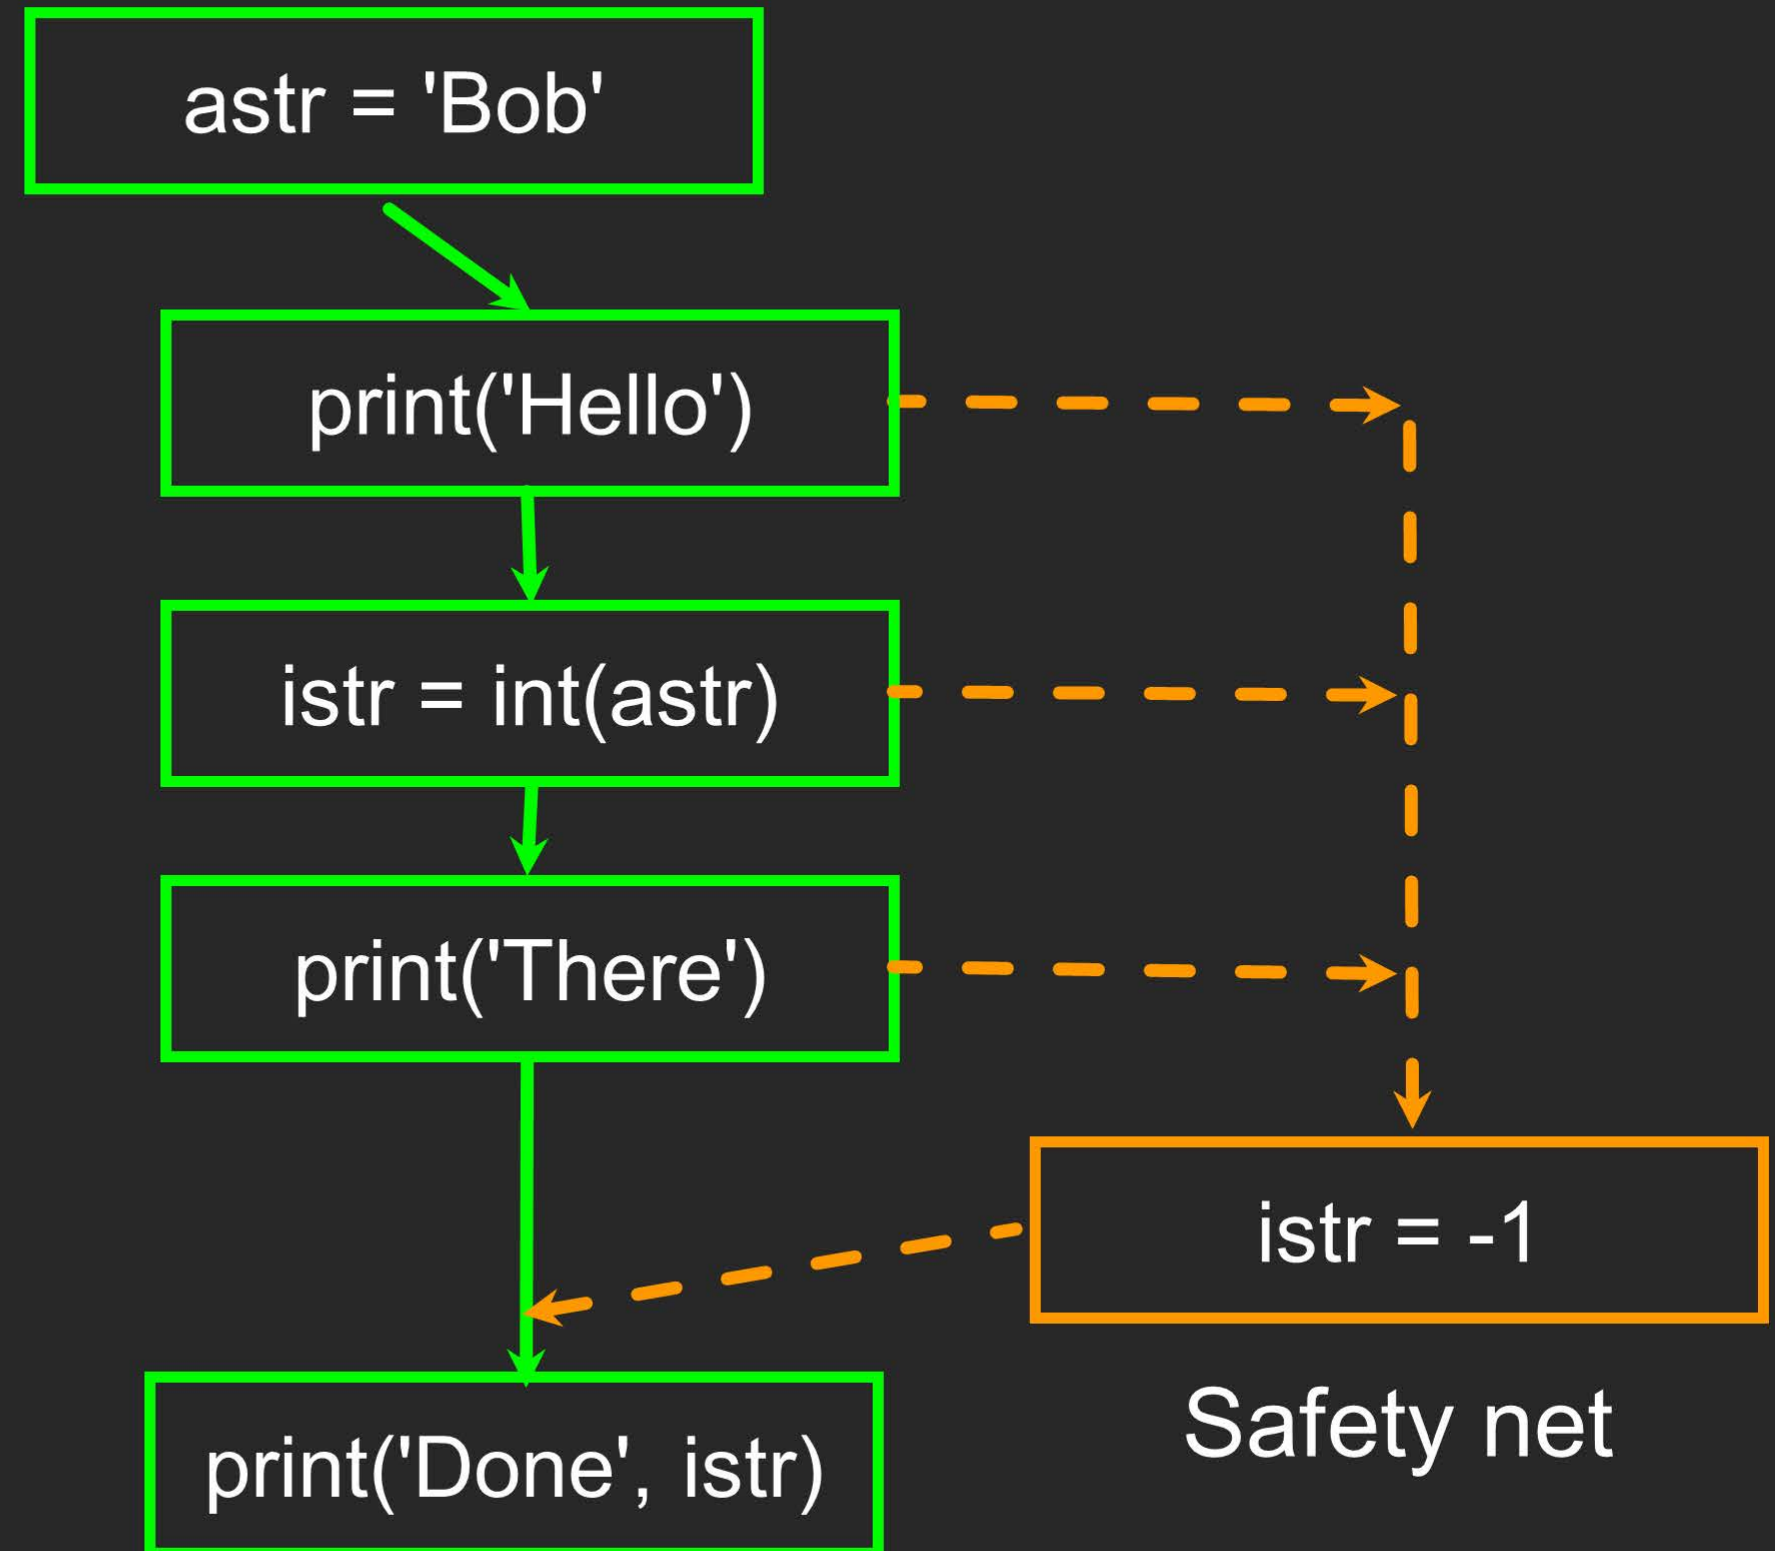 astr = 'Bob'
print('Hello')
istr = int(astr)
print('There')
istr = -1
Safety net
print('Done', istr)